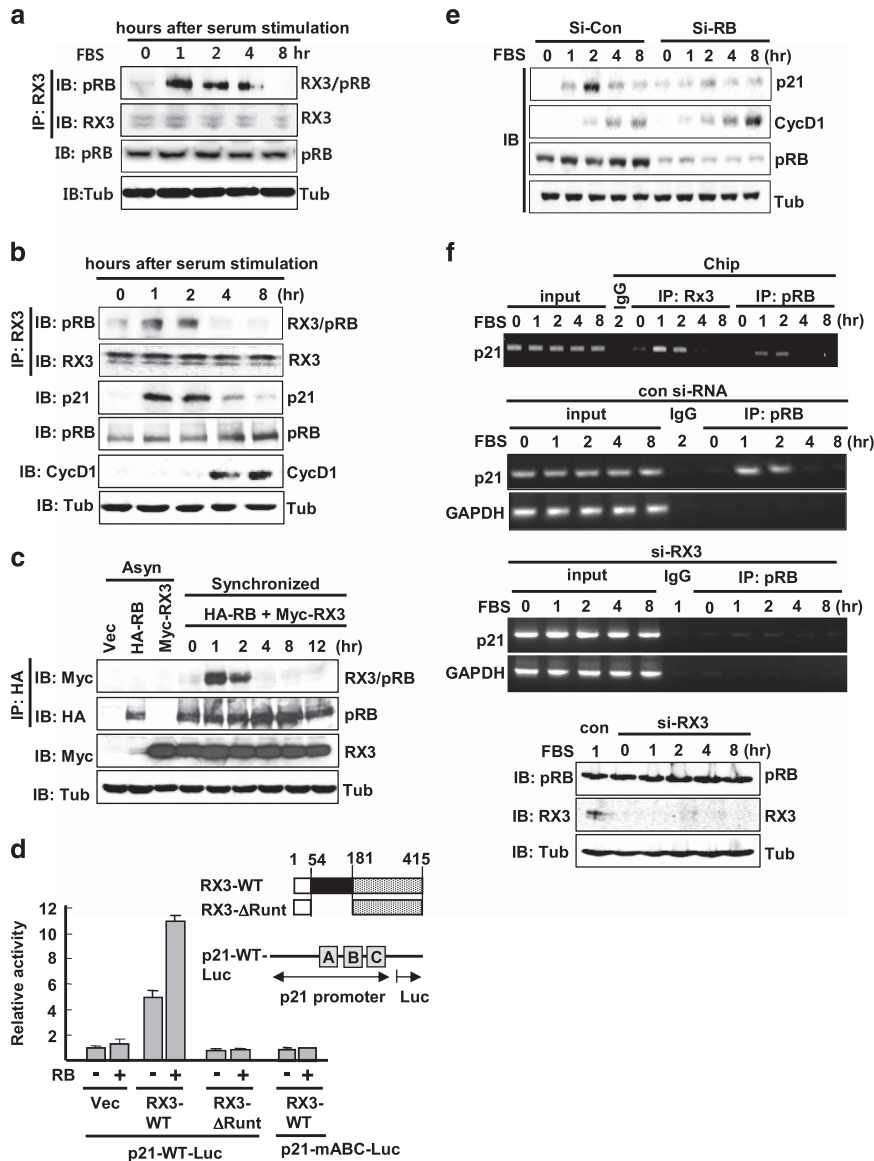 a
hours after serum stimulation
FBS 0 1 2 4 8 hr
IP: RX3
IB: pRB RX3/pRB
IB: RX3 RX3
IB: pRB pRB
IB:Tub Tub
b
hours after serum stimulation
0 1 2 4 8 (hr)
IP: RX3
IB: pRB RX3/pRB
IB: RX3 RX3
IB: p21 p21
IB: pRB pRB
IB: CycD1 CycD1
IB: Tub Tub
c
Asyn
Synchronized
Vec HA-RB Myc-RX3
HA-RB + Myc-RX3
0 1 2 4 8 12 (hr)
IP: HA
IB: Myc RX3/pRB
IB: HA pRB
IB: Myc RX3
IB: Tub Tub
d
Relative activity
12
10
8
6
4
2
RB - + - + - + - +
Vec RX3-WT RX3-ΔRunt RX3-WT
p21-WT-Luc p21-mABC-Luc
1 54 181 415
RX3-WT
RX3-ΔRunt
p21-WT-Luc A B C
p21 promoter Luc
e
Si-Con Si-RB
FBS 0 1 2 4 8 0 1 2 4 8 (hr)
IB
p21
CycD1
pRB
Tub
f
Chip
input IgG IP: Rx3 IP: pRB
FBS 0 1 2 4 8 2 0 1 2 4 8 0 1 2 4 8 (hr)
p21
con si-RNA
input IgG IP: pRB
FBS 0 1 2 4 8 2 0 1 2 4 8 (hr)
p21
GAPDH
si-RX3
input IgG IP: pRB
FBS 0 1 2 4 8 1 0 1 2 4 8 (hr)
p21
GAPDH
con si-RX3
FBS 1 0 1 2 4 8 (hr)
IB: pRB pRB
IB: RX3 RX3
IB: Tub Tub